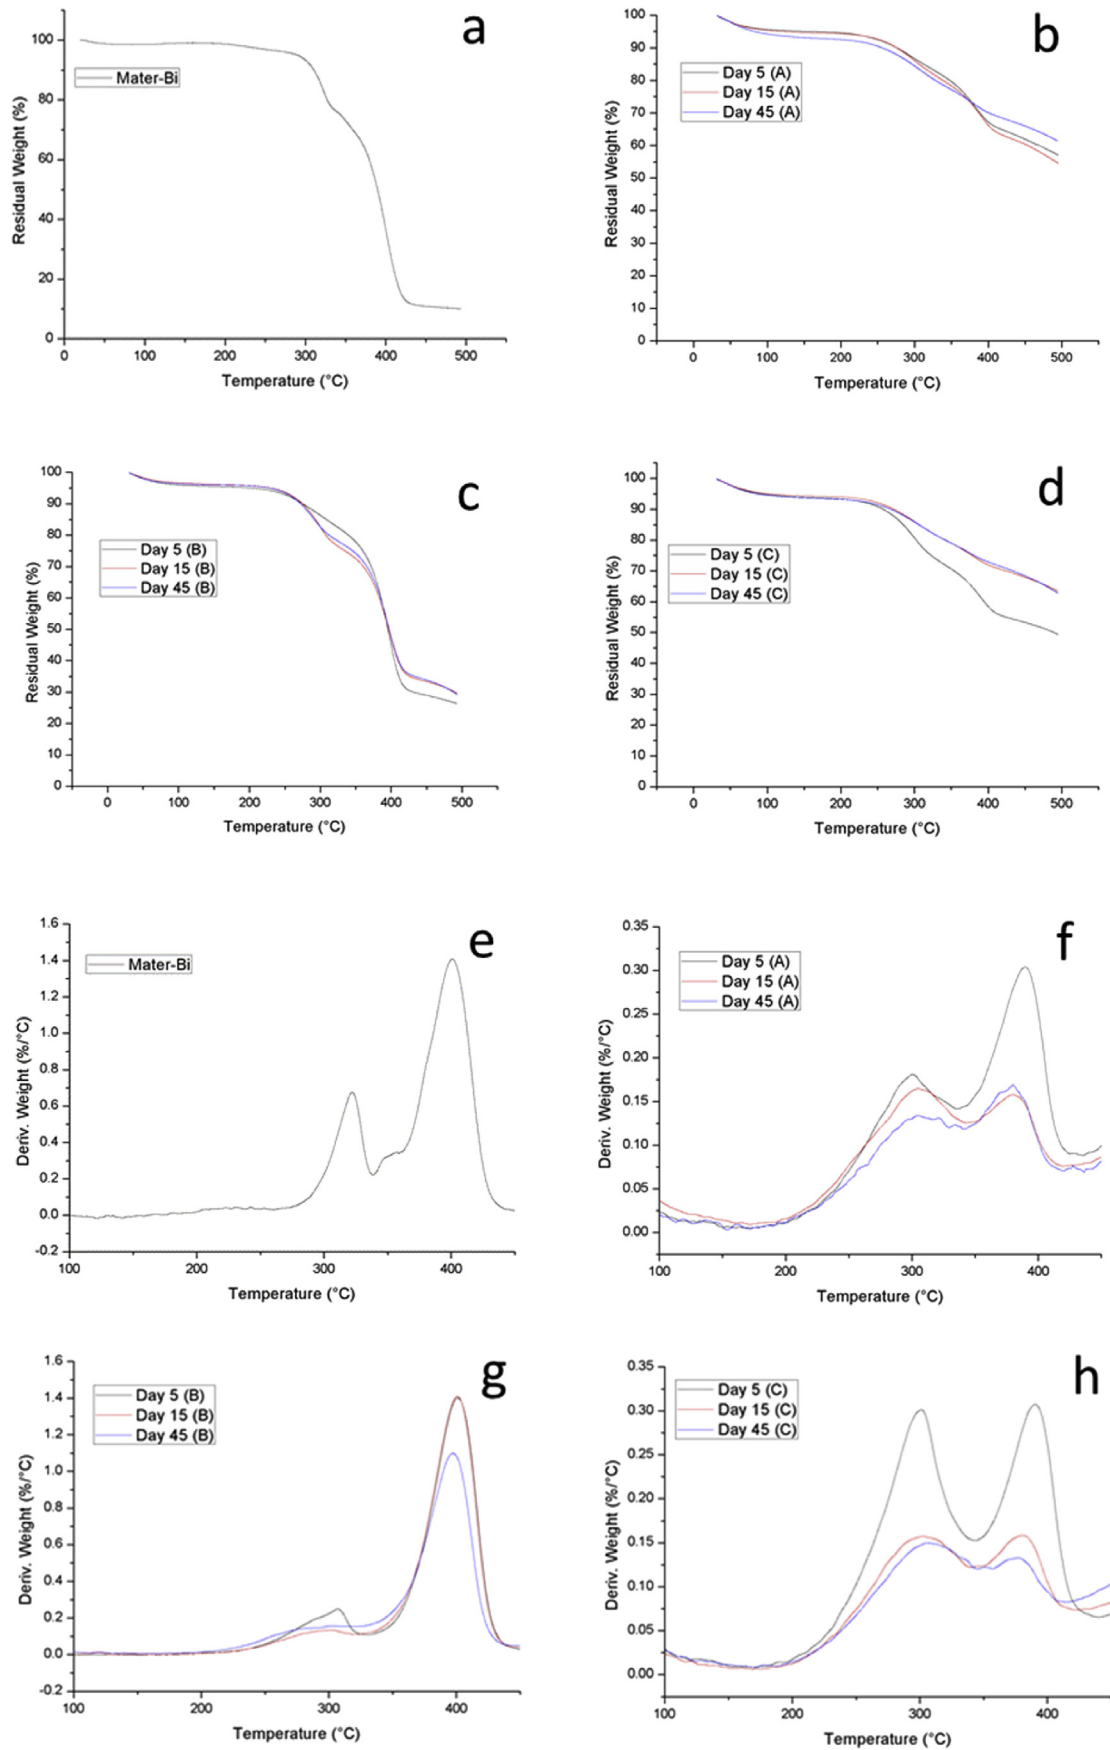 a
100
80
60
40
20
0
Residual Weight (%)
Mater-Bi
0 100 200 300 400 500
Temperature (°C)
b
100
90
80
70
60
50
40
30
20
10
0
Residual Weight (%)
Day 5 (A)
Day 15 (A)
Day 45 (A)
0 100 200 300 400 500
Temperature (°C)
c
100
90
80
70
60
50
40
30
20
10
0
Residual Weight (%)
Day 5 (B)
Day 15 (B)
Day 45 (B)
0 100 200 300 400 500
Temperature (°C)
d
100
90
80
70
60
50
40
30
20
10
0
Residual Weight (%)
Day 5 (C)
Day 15 (C)
Day 45 (C)
0 100 200 300 400 500
Temperature (°C)
e
1.6
1.4
1.2
1.0
0.8
0.6
0.4
0.2
0.0
-0.2
Deriv. Weight (%/°C)
Mater-Bi
100 200 300 400
Temperature (°C)
f
0.35
0.30
0.25
0.20
0.15
0.10
0.05
0.00
Deriv. Weight (%/°C)
Day 5 (A)
Day 15 (A)
Day 45 (A)
100 200 300 400
Temperature (°C)
g
1.6
1.4
1.2
1.0
0.8
0.6
0.4
0.2
0.0
-0.2
Deriv. Weight (%/°C)
Day 5 (B)
Day 15 (B)
Day 45 (B)
100 200 300 400
Temperature (°C)
h
0.35
0.30
0.25
0.20
0.15
0.10
0.05
0.00
Deriv. Weight (%/°C)
Day 5 (C)
Day 15 (C)
Day 45 (C)
100 200 300 400
Temperature (°C)